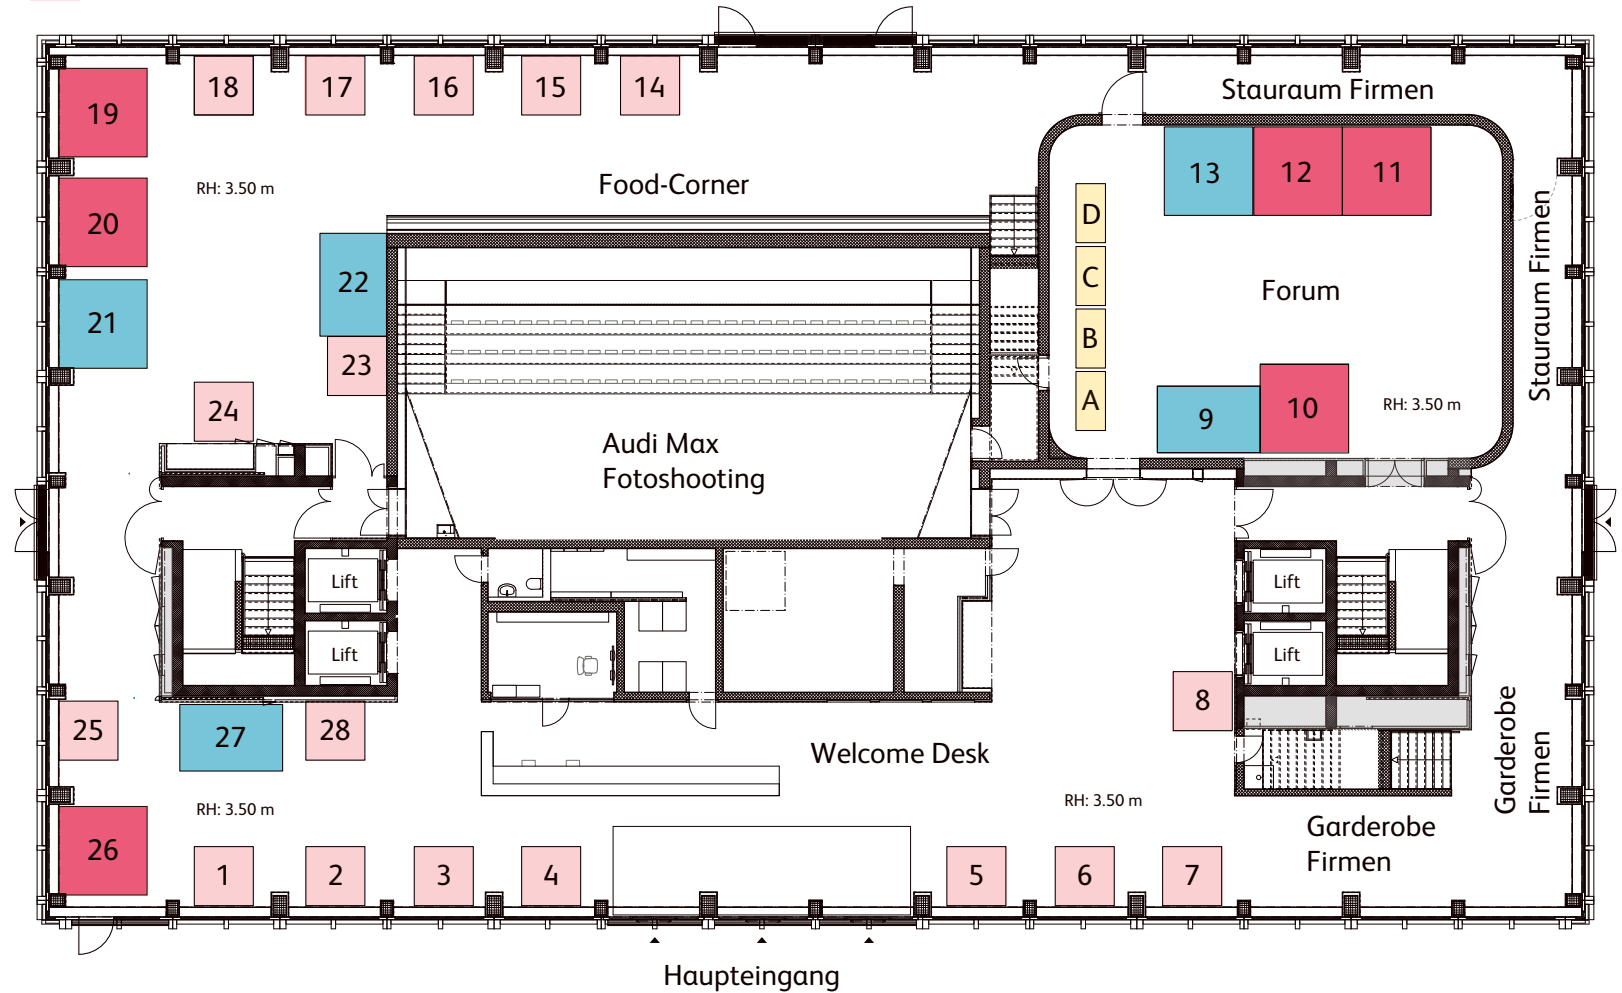 18
17
16
15
14
Stauraum Firmen
19
13
12
11
RH: 3.50 m
Food-Corner
D
20
C
Forum
Stauraum Firmen
22
21
B
23
A
9
10
RH: 3.50 m
24
Audi Max
Fotoshooting
Lift
Lift
Lift
Lift
8
25
27
28
Welcome Desk
Garderobe
Firmen
RH: 3.50 m
RH: 3.50 m
Garderobe
Firmen
26
1
2
3
4
5
6
7
Haupteingang